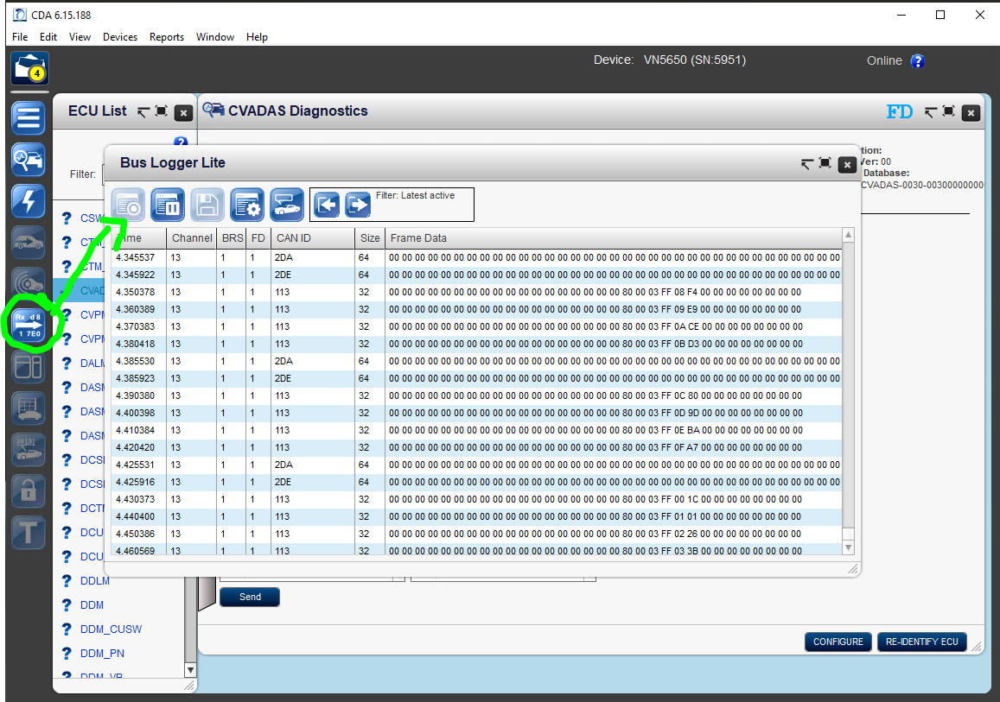 CDA 6.15.188
File Edit View Devices Reports Window Help
4
Device: VN5650 (SN:5951)
Online ?
ECU List
CVADAS Diagnostics
FD
?
tion:
Ver: 00
Database:
CVADAS-0030-003000000
Filter:
Bus Logger Lite
Filter: Latest active
Time Channel BRS FD CAN ID Size Frame Data
4.345537 13 1 1 2DA 64 00 00 00 00 00 00 00 00 00 00 00 00 00 00 00 00 00 00 00 00 00 00 00 00 00 00 00 00 00 00 00 00 00
4.345922 13 1 1 2DE 64 00 00 00 00 00 00 00 00 00 00 00 00 00 00 00 00 00 00 00 00 00 00 00 00 00 00 00 00 00 00 00 00 00
4.350378 13 1 1 113 32 00 00 00 00 00 00 00 00 00 00 00 00 00 00 00 00 00 80 00 03 FF 08 F4 00 00 00 00 00 00 00 00
4.360389 13 1 1 113 32 00 00 00 00 00 00 00 00 00 00 00 00 00 00 00 00 00 80 00 03 FF 09 E9 00 00 00 00 00 00 00 00
4.370383 13 1 1 113 32 00 00 00 00 00 00 00 00 00 00 00 00 00 00 00 00 00 80 00 03 FF 0A CE 00 00 00 00 00 00 00 00
4.380418 13 1 1 113 32 00 00 00 00 00 00 00 00 00 00 00 00 00 00 00 00 00 80 00 03 FF 0B D3 00 00 00 00 00 00 00 00
4.385530 13 1 1 2DA 64 00 00 00 00 00 00 00 00 00 00 00 00 00 00 00 00 00 00 00 00 00 00 00 00 00 00 00 00 00 00 00 00 00
4.385923 13 1 1 2DE 64 00 00 00 00 00 00 00 00 00 00 00 00 00 00 00 00 00 00 00 00 00 00 00 00 00 00 00 00 00 00 00 00 00
4.390380 13 1 1 113 32 00 00 00 00 00 00 00 00 00 00 00 00 00 00 00 00 00 80 00 03 FF 0C 80 00 00 00 00 00 00 00 00
4.400398 13 1 1 113 32 00 00 00 00 00 00 00 00 00 00 00 00 00 00 00 00 00 80 00 03 FF 0D 9D 00 00 00 00 00 00 00 00
4.410384 13 1 1 113 32 00 00 00 00 00 00 00 00 00 00 00 00 00 00 00 00 00 80 00 03 FF 0E BA 00 00 00 00 00 00 00 00
4.420420 13 1 1 113 32 00 00 00 00 00 00 00 00 00 00 00 00 00 00 00 00 00 80 00 03 FF 0F A7 00 00 00 00 00 00 00 00
4.425531 13 1 1 2DA 64 00 00 00 00 00 00 00 00 00 00 00 00 00 00 00 00 00 00 00 00 00 00 00 00 00 00 00 00 00 00 00 00 00
4.425916 13 1 1 2DE 64 00 00 00 00 00 00 00 00 00 00 00 00 00 00 00 00 00 00 00 00 00 00 00 00 00 00 00 00 00 00 00 00 00
4.430373 13 1 1 113 32 00 00 00 00 00 00 00 00 00 00 00 00 00 00 00 00 00 80 00 03 FF 00 1C 00 00 00 00 00 00 00 00
4.440400 13 1 1 113 32 00 00 00 00 00 00 00 00 00 00 00 00 00 00 00 00 00 80 00 03 FF 01 01 00 00 00 00 00 00 00 00
4.450386 13 1 1 113 32 00 00 00 00 00 00 00 00 00 00 00 00 00 00 00 00 00 80 00 03 FF 02 26 00 00 00 00 00 00 00 00
4.460569 13 1 1 113 32 00 00 00 00 00 00 00 00 00 00 00 00 00 00 00 00 00 80 00 03 FF 03 3B 00 00 00 00 00 00 00 00
Rx d8
1 7E0
2013
T
? CSW
? CTM_
? CTM_
CVAD
? CVPM
? CVPM
? DALM
? DASM
? DASM
? DASM
? DCS
? DCS
? DCTM
? DCU
? DCU_
? DDLM
? DDM
? DDM_CUSW
? DDM_PN
? DDM_VR
Send
CONFIGURE RE-IDENTIFY ECU